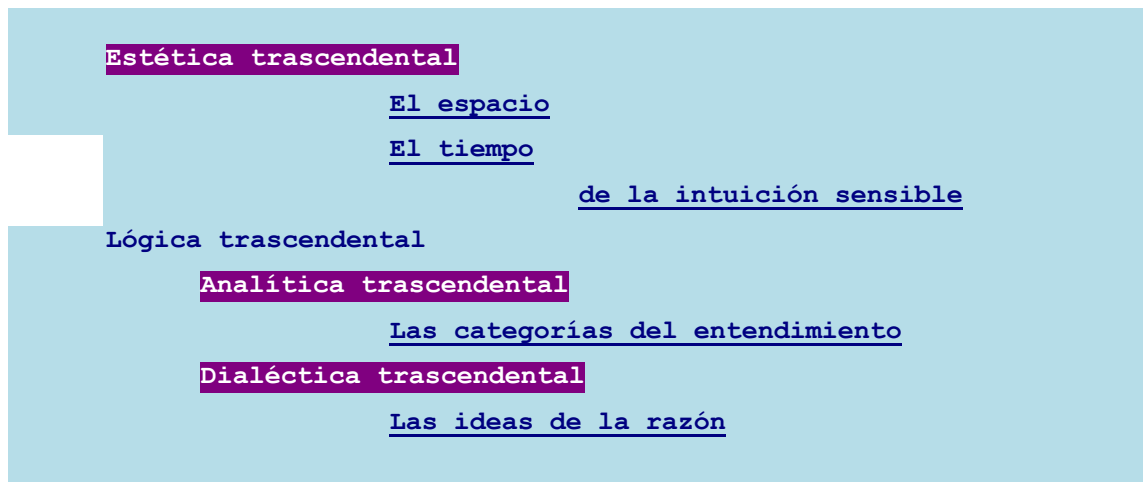 Estética trascendental
El espacio
El tiempo
de la intuición sensible
Lógica trascendental
Analítica trascendental
Las categorías del entendimiento
Dialéctica trascendental
Las ideas de la razón